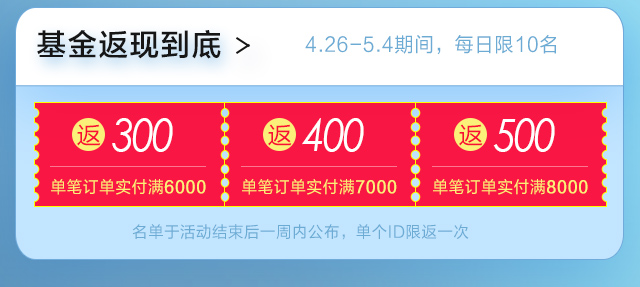 基金返现到底 >
4.26-5.4期间，每日限10名
返 300
返 400
返 500
单笔订单实付满6000
单笔订单实付满7000
单笔订单实付满8000
名单于活动结束后一周内公布，单个ID限返一次